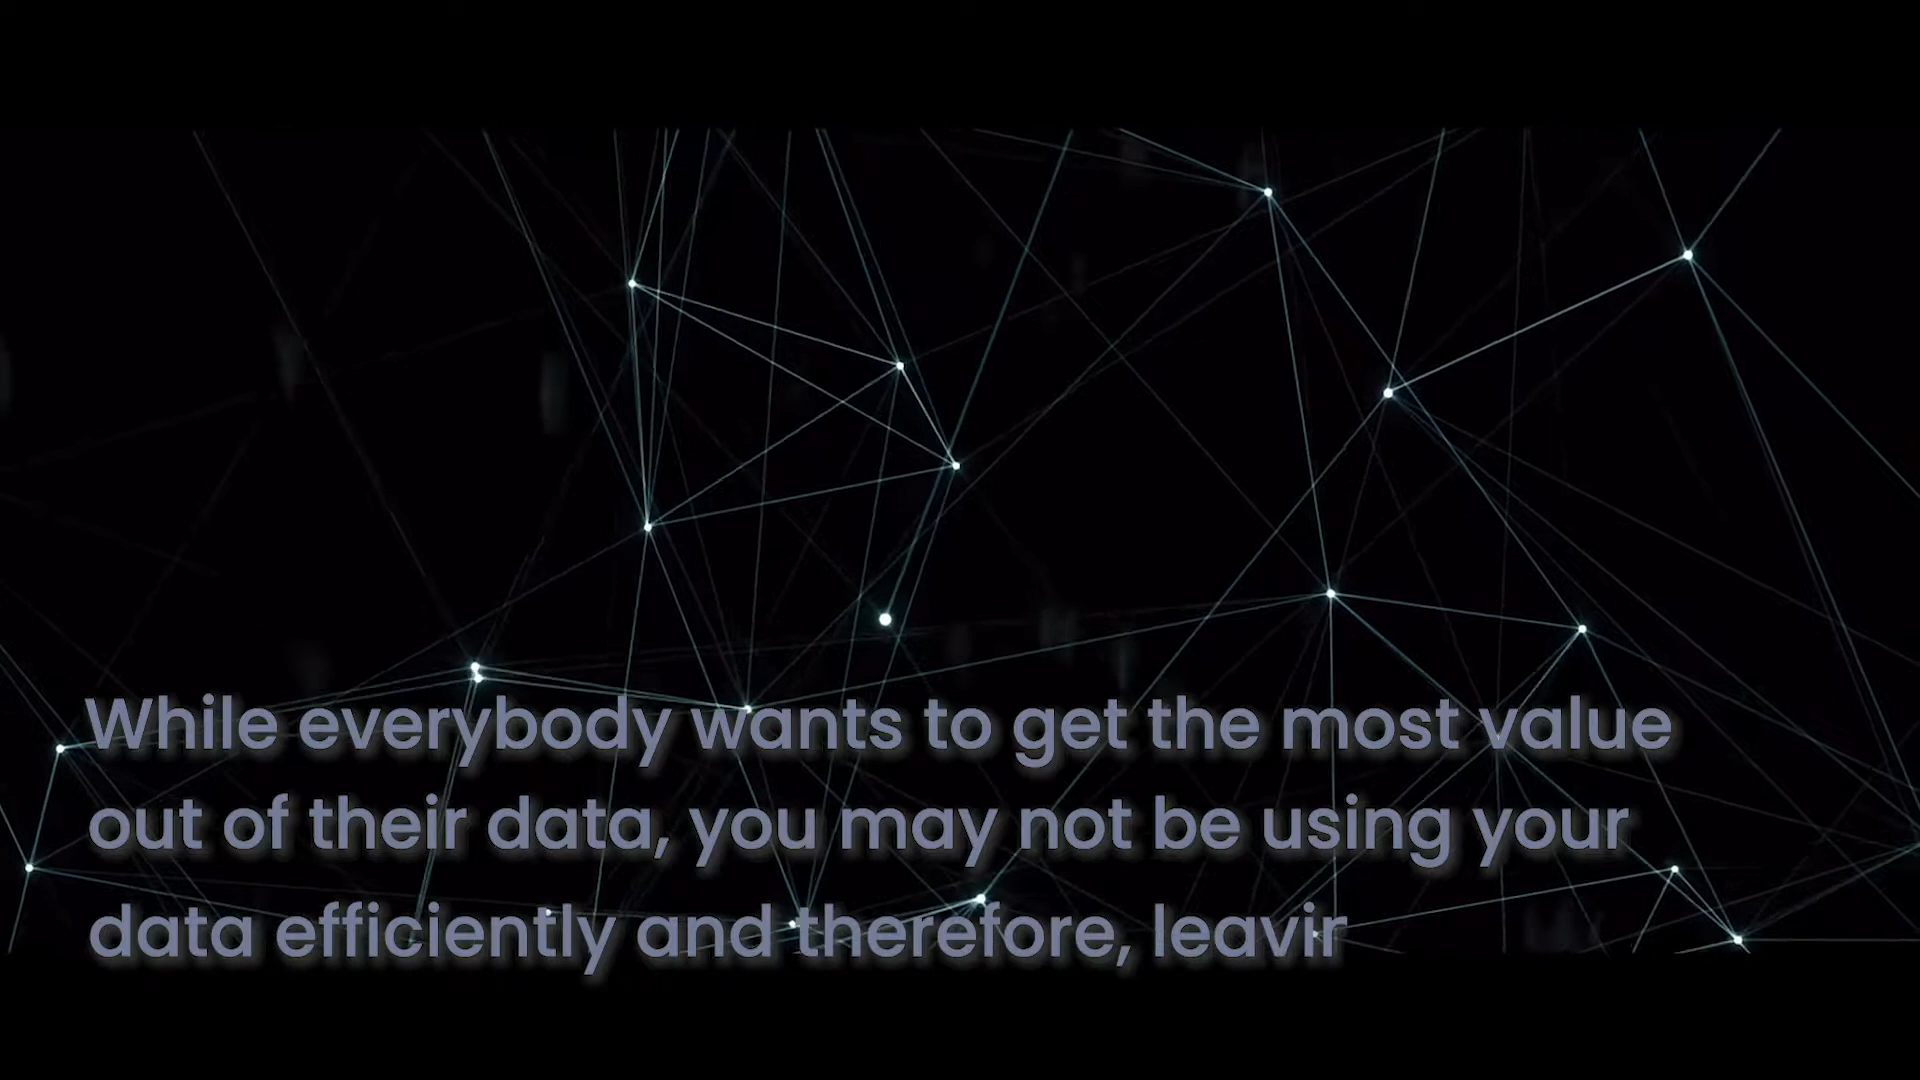 While everybody wants to get the most value
out of their data, you may not be using your
data efficiently and therefore, leavir